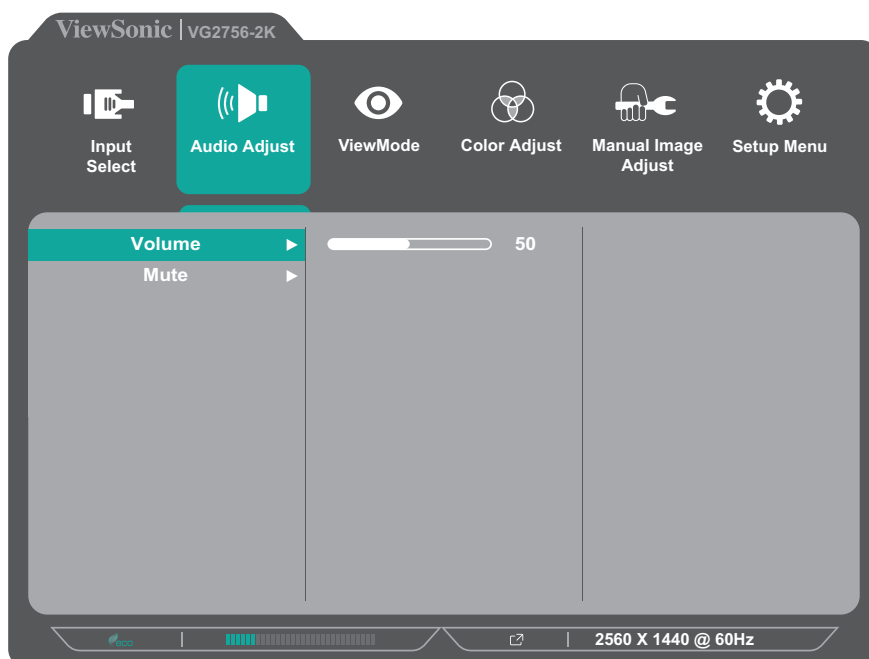 ViewSonic | VG2756-2K
Input
Select
Audio Adjust
ViewMode
Color Adjust
Manual Image
Adjust
Setup Menu
Volume
50
Mute
eco
2560 X 1440 @ 60Hz